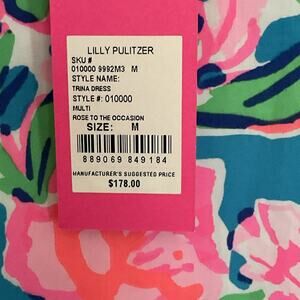 LILLY PULITZER
SKU #
010000 9992M3 M
STYLE NAME:
TRINA DRESS
STYLE #: 010000
MULTI
ROSE TO THE OCCASION
SIZE: M
889069 849184
MANUFACTURER'S SUGGESTED PRICE
$178.00